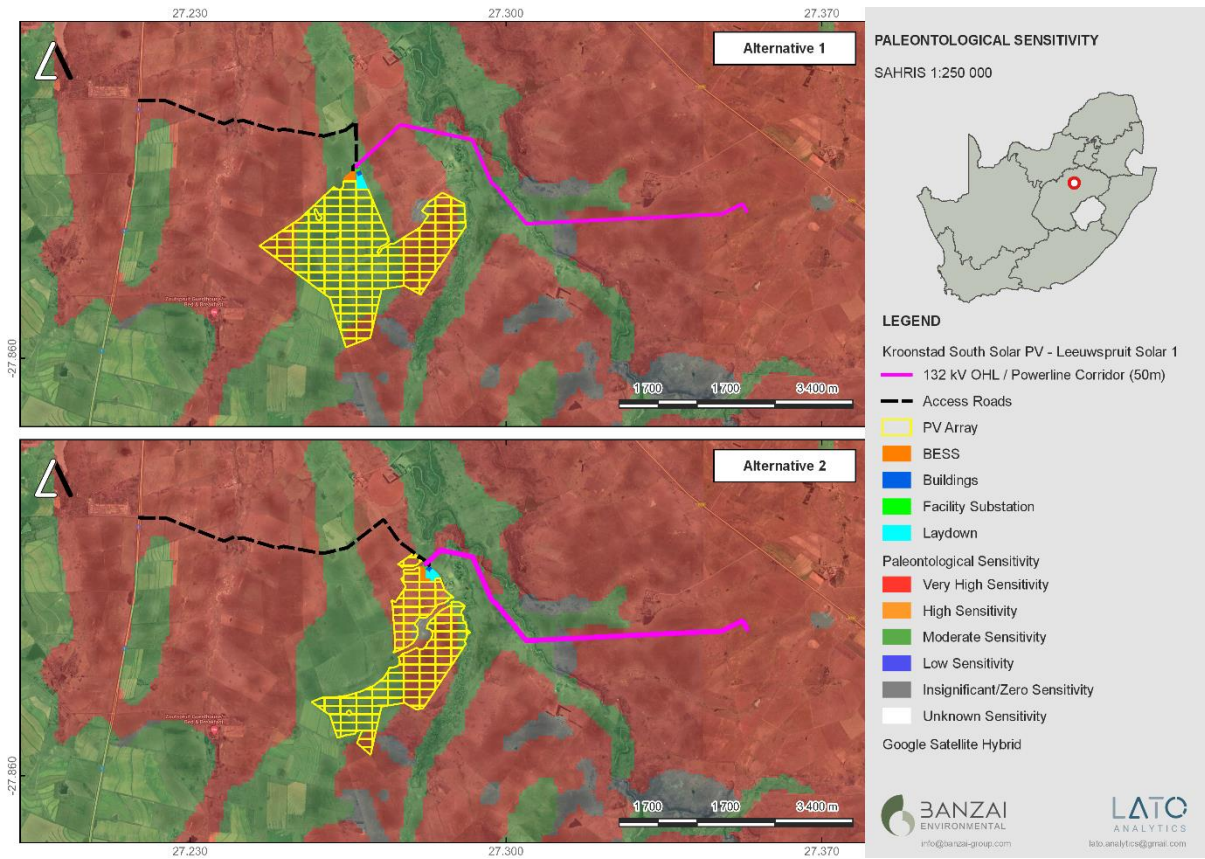 27.230
27.300
27.370
Alternative 1
-27.860
1 700
1 700
3 400 m
Alternative 2
-27.860
1 700
1 700
3 400 m
27.230
27.300
27.370
PALEONTOLOGICAL SENSITIVITY
SAHRIS 1:250 000
LEGEND
Kroonstad South Solar PV - Leeuwspruit Solar 1
132 kV OHL / Powerline Corridor (50m)
Access Roads
PV Array
BESS
Buildings
Facility Substation
Laydown
Paleontological Sensitivity
Very High Sensitivity
High Sensitivity
Moderate Sensitivity
Low Sensitivity
Insignificant/Zero Sensitivity
Unknown Sensitivity
Google Satellite Hybrid
BANZAI
ENVIRONMENTAL
info@banzai-group.com
LATO
ANALYTICS
lato.analytics@gmail.com